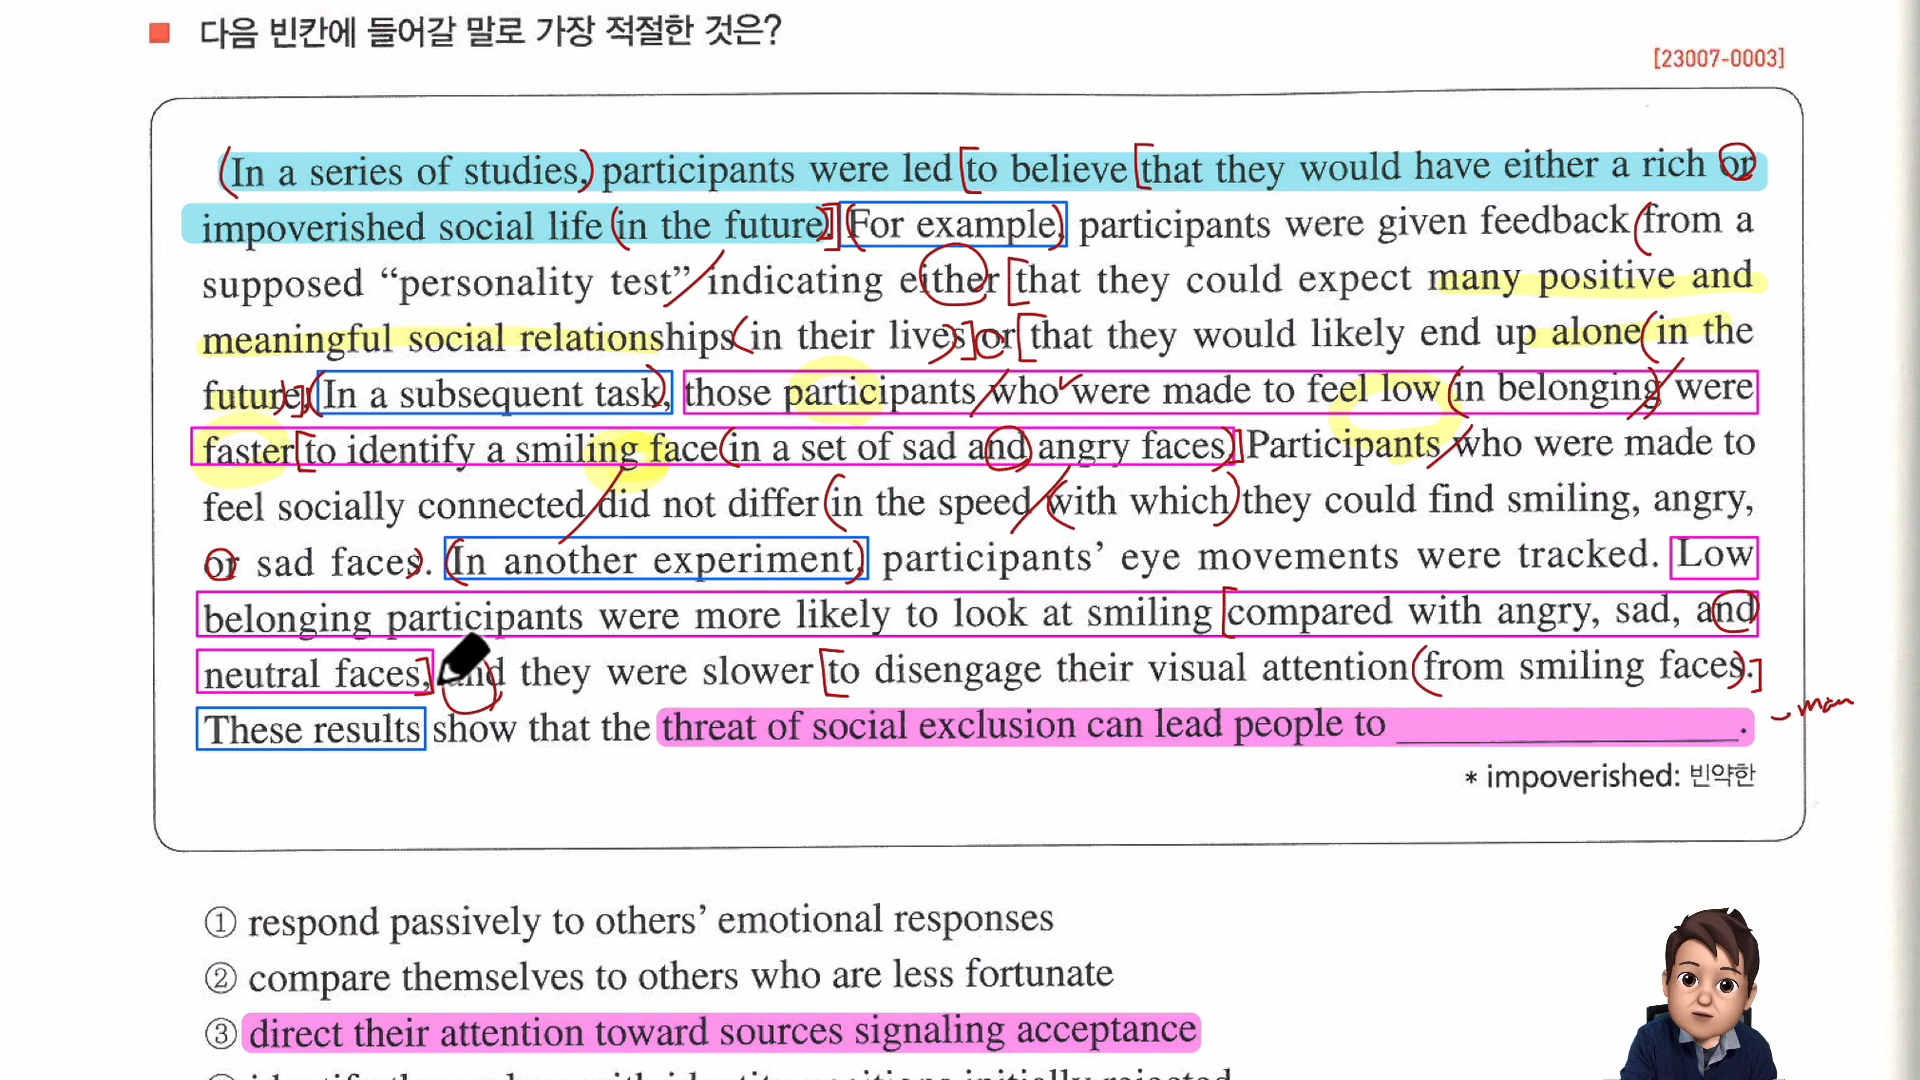 다음 빈칸에 들어갈 말로 가장 적절한 것은?
[23007-0003]
In a series of studies, participants were led to believe that they would have either a rich or
impoverished social life in the future. For example, participants were given feedback from a
supposed “personality test” indicating either that they could expect many positive and
meaningful social relationships in their lives or that they would likely end up alone in the
future. In a subsequent task, those participants who were made to feel low in belonging were
faster to identify a smiling face in a set of sad and angry faces. Participants who were made to
feel socially connected did not differ in the speed with which they could find smiling, angry,
or sad faces. In another experiment, participants’ eye movements were tracked. Low
belonging participants were more likely to look at smiling compared with angry, sad, and
neutral faces, and they were slower to disengage their visual attention from smiling faces.
These results show that the threat of social exclusion can lead people to ____________.
* impoverished: 빈약한
① respond passively to others’ emotional responses
② compare themselves to others who are less fortunate
③ direct their attention toward sources signaling acceptance